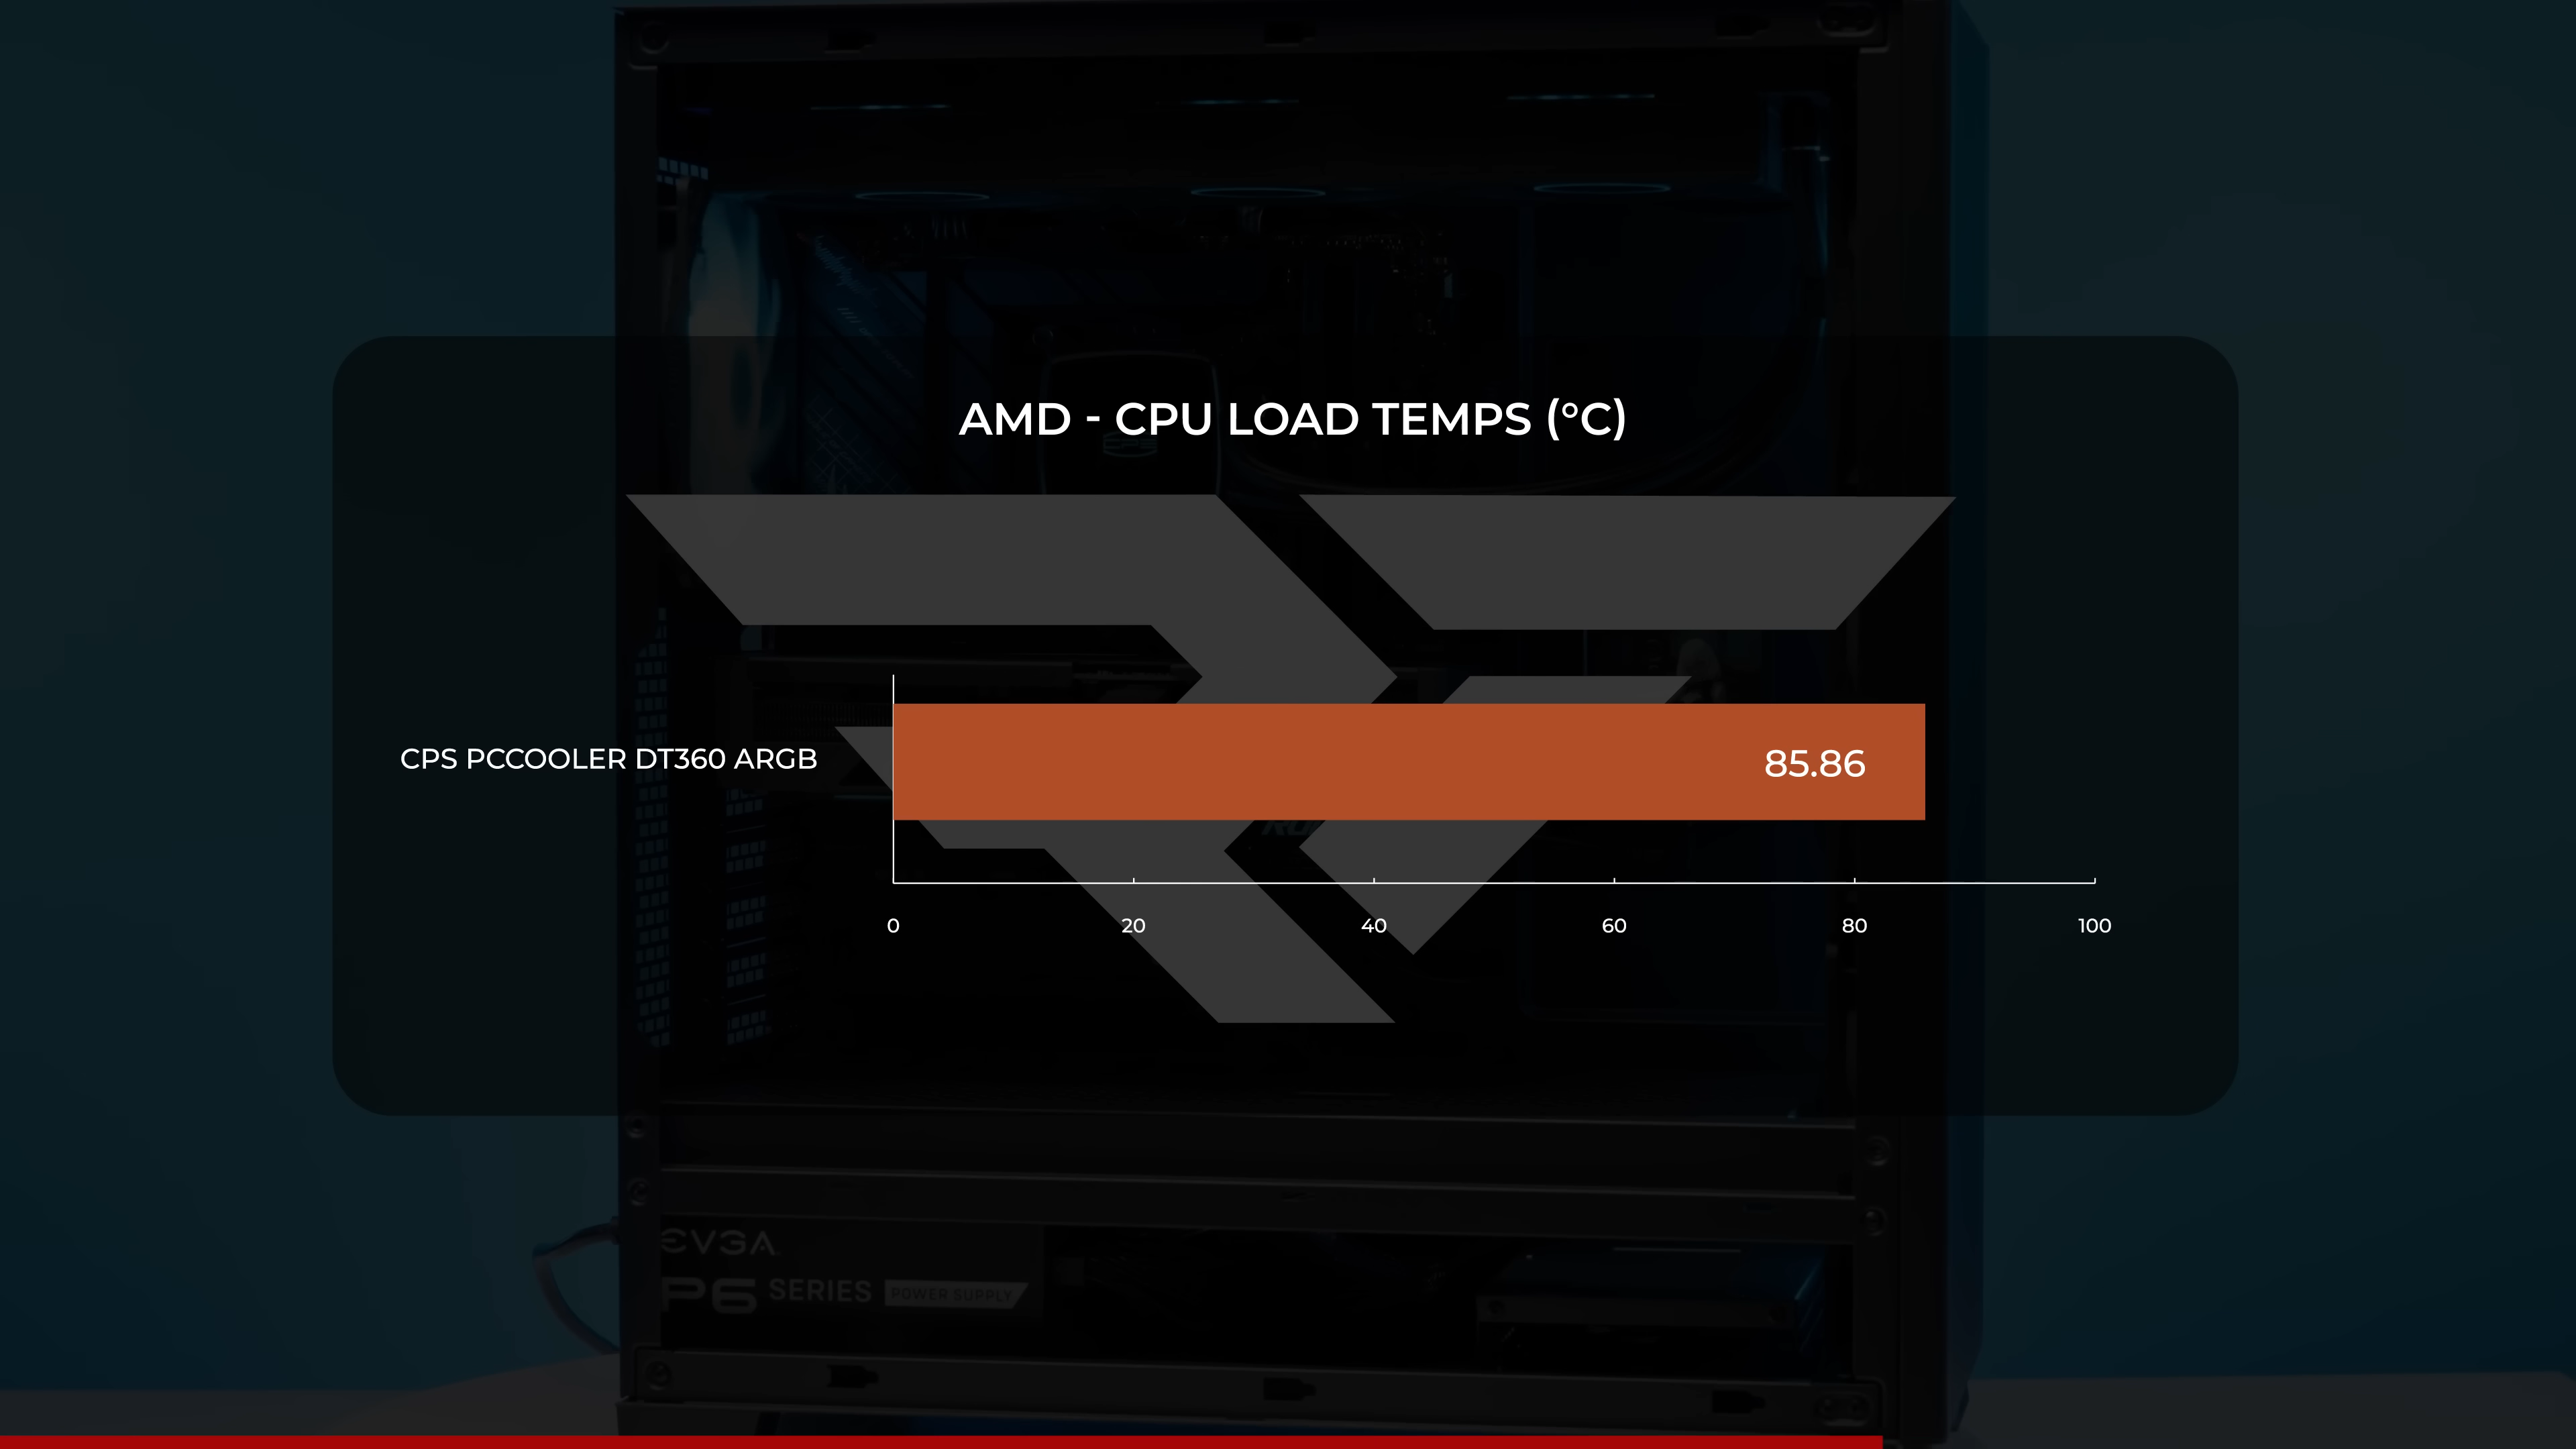 AMD - CPU LOAD TEMPS (°C)
CPS PCCOOLER DT360 ARGB
85.86
0 20 40 60 80 100
EVGA
P6 SERIES POWER SUPPLY